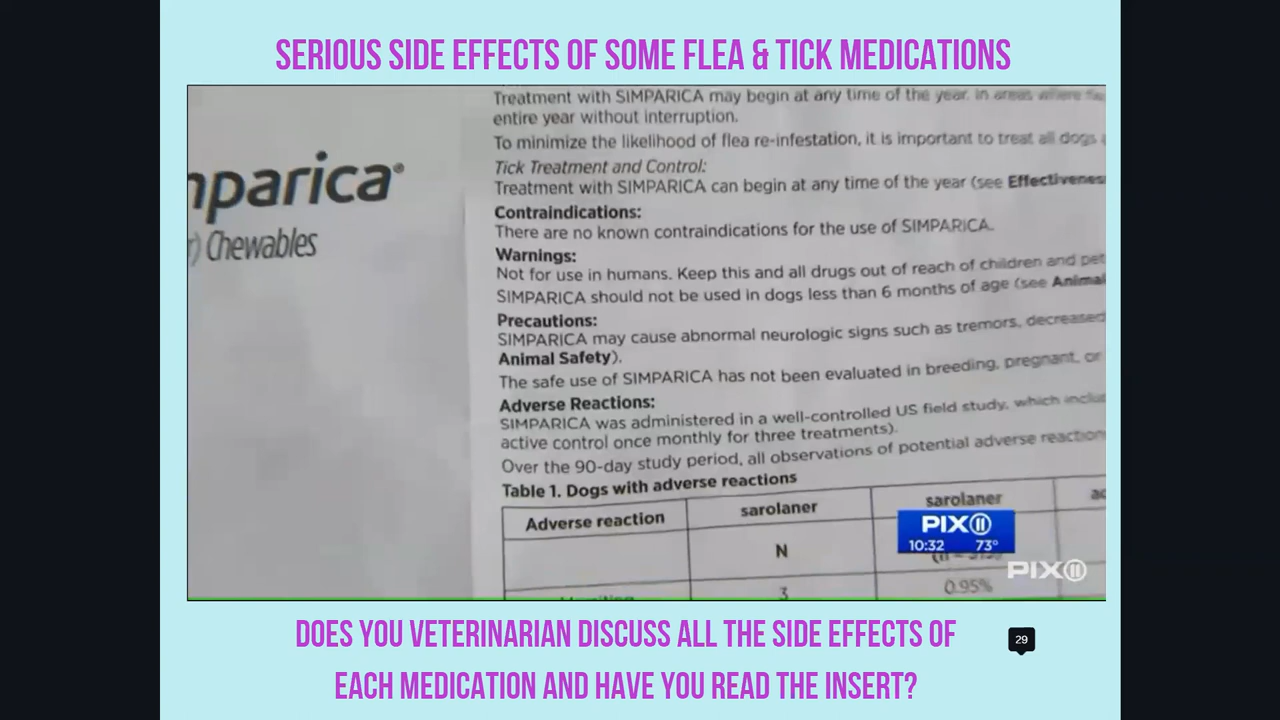 SERIOUS SIDE EFFECTS OF SOME FLEA & TICK MEDICATIONS
Treatment with SIMPARICA may begin at any time of the year, in areas where
entire year without interruption.
To minimize the likelihood of flea re-infestation, it is important to treat all dogs
Tick Treatment and Control:
Treatment with SIMPARICA can begin at any time of the year (see Effectiveness
mparica®
) Chewables
Contraindications:
There are no known contraindications for the use of SIMPARICA.
Warnings:
Not for use in humans. Keep this and all drugs out of reach of children and pet
SIMPARICA should not be used in dogs less than 6 months of age (see Animal
Precautions:
SIMPARICA may cause abnormal neurologic signs such as tremors, decreased
Animal Safety).
The safe use of SIMPARICA has not been evaluated in breeding, pregnant, or
Adverse Reactions:
SIMPARICA was administered in a well-controlled US field study, which inclu
active control once monthly for three treatments).
Over the 90-day study period, all observations of potential adverse reaction
Table 1. Dogs with adverse reactions
Adverse reaction sarolaner sarolaner ac
N
3 0.95%
PIX11
10:32 73°
PIX11
DOES YOU VETERINARIAN DISCUSS ALL THE SIDE EFFECTS OF
29
EACH MEDICATION AND HAVE YOU READ THE INSERT?